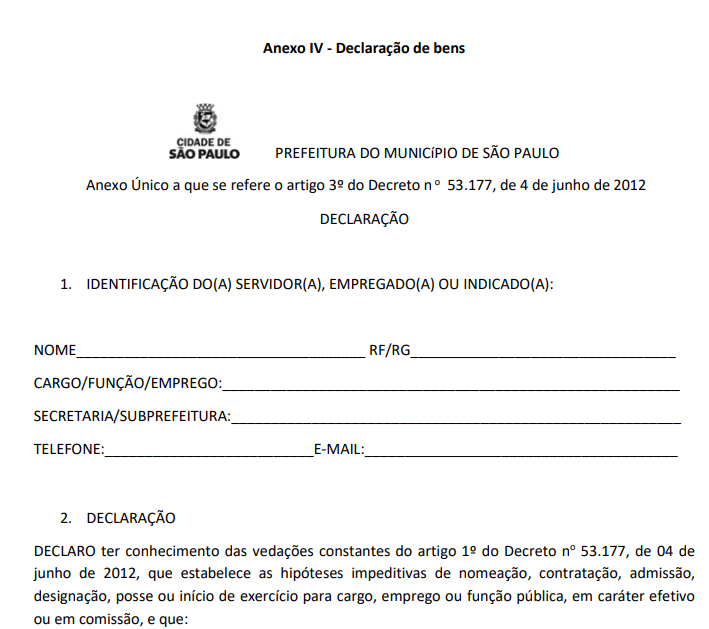 Anexo IV - Declaração de bens
CIDADE DE
SÃO PAULO
PREFEITURA DO MUNICíPIO DE SÃO PAULO
Anexo Único a que se refere o artigo 3º do Decreto nº 53.177, de 4 de junho de 2012
DECLARAÇÃO
1. IDENTIFICAÇÃO DO(A) SERVIDOR(A), EMPREGADO(A) OU INDICADO(A):
NOME____________________________________ RF/RG_________________________________
CARGO/FUNÇÃO/EMPREGO:_________________________________________________________
SECRETARIA/SUBPREFEITURA:________________________________________________________
TELEFONE:__________________________E-MAIL:_______________________________________
2. DECLARAÇÃO
DECLARO ter conhecimento das vedações constantes do artigo 1º do Decreto nº 53.177, de 04 de
junho de 2012, que estabelece as hipóteses impeditivas de nomeação, contratação, admissão,
designação, posse ou início de exercício para cargo, emprego ou função pública, em caráter efetivo
ou em comissão, e que: